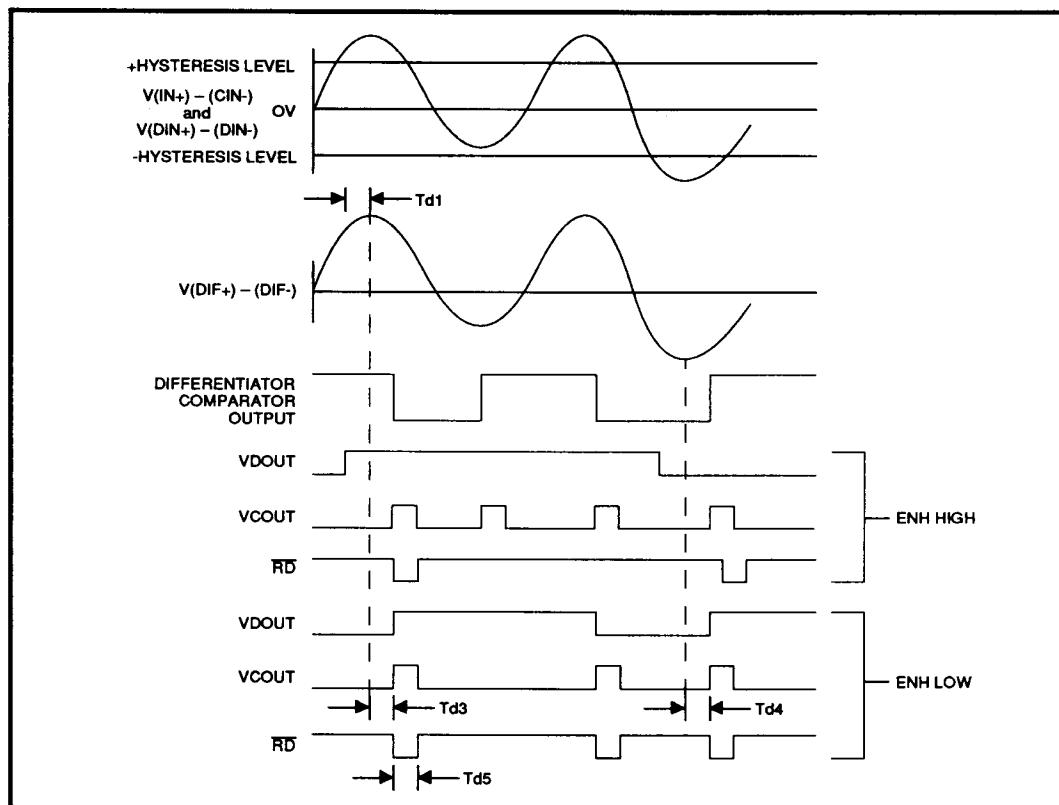 +HYSTERESIS LEVEL
V(IN+) – (CIN-)
and
OV
V(DIN+) – (DIN-)
-HYSTERESIS LEVEL
Td1
V(DIF+) – (DIF-)
DIFFERENTIATOR
COMPARATOR
OUTPUT
VDOUT
VCOUT
ENH HIGH
RD
VDOUT
VCOUT
ENH LOW
Td3
Td4
RD
Td5